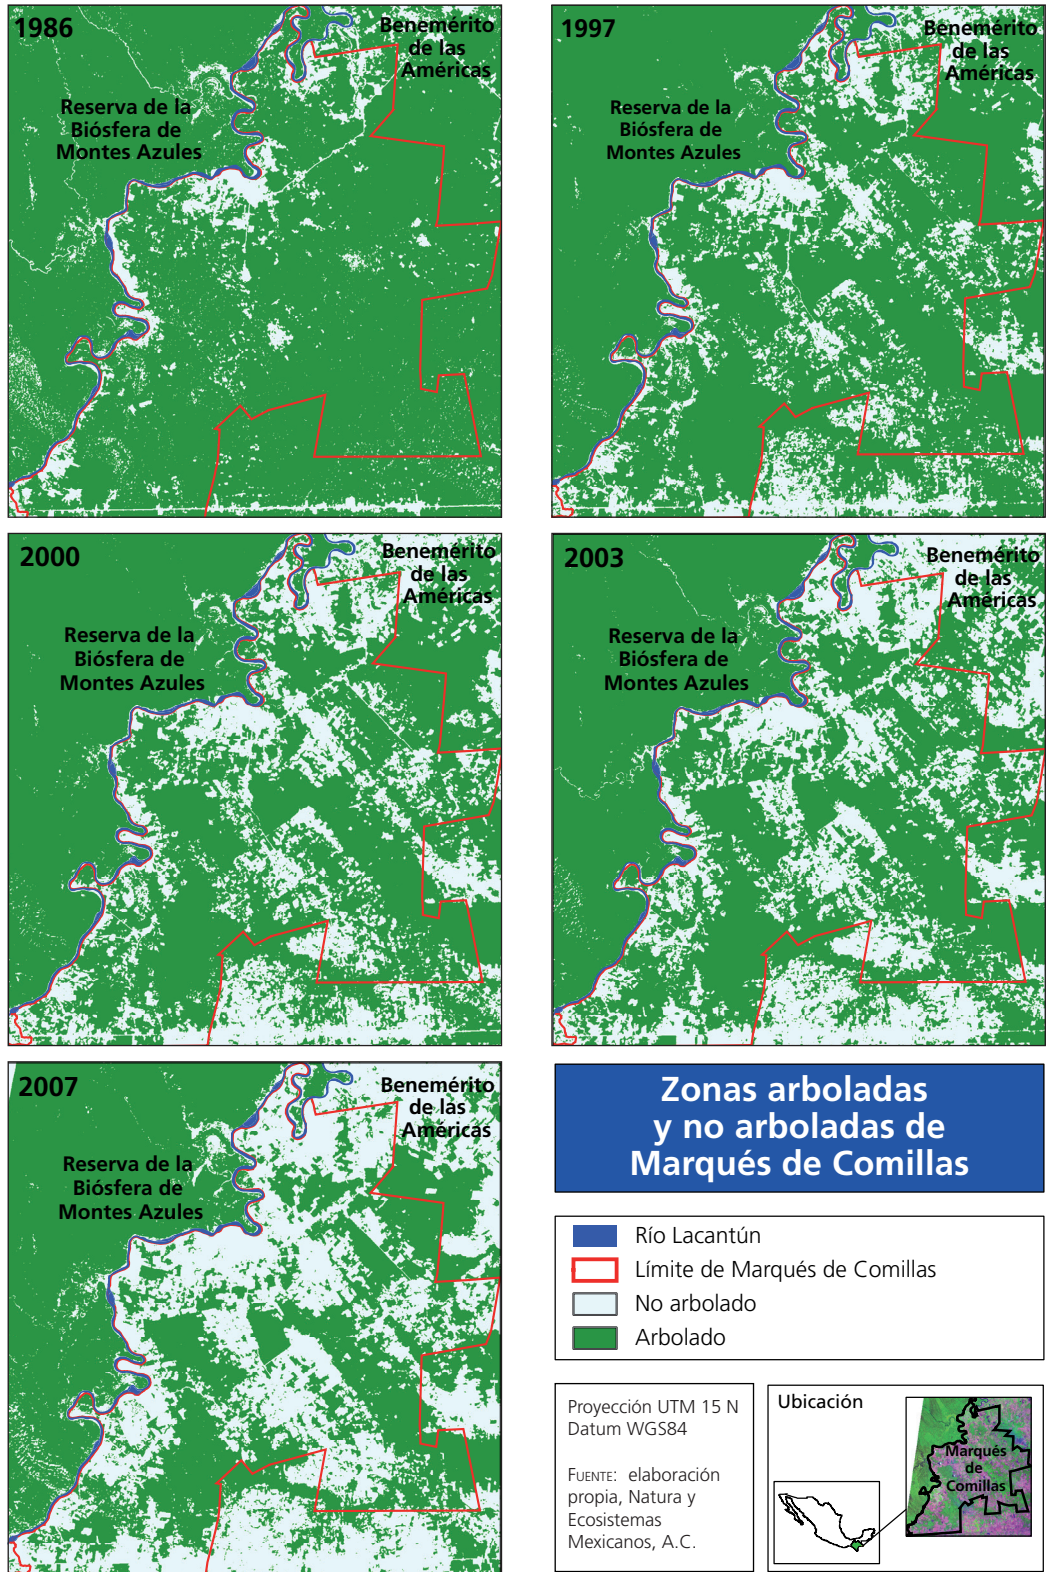 1986
Benemérito
de las
Américas
Reserva de la
Biósfera de
Montes Azules
1997
Benemérito
de las
Américas
Reserva de la
Biósfera de
Montes Azules
2000
Benemérito
de las
Américas
Reserva de la
Biósfera de
Montes Azules
2003
Benemérito
de las
Américas
Reserva de la
Biósfera de
Montes Azules
2007
Benemérito
de las
Américas
Reserva de la
Biósfera de
Montes Azules
Zonas arboladas
y no arboladas de
Marqués de Comillas
Río Lacantún
Límite de Marqués de Comillas
No arbolado
Arbolado
Proyección UTM 15 N
Datum WGS84
FUENTE: elaboración
propia, Natura y
Ecosistemas
Mexicanos, A.C.
Ubicación
Marqués
de
Comillas